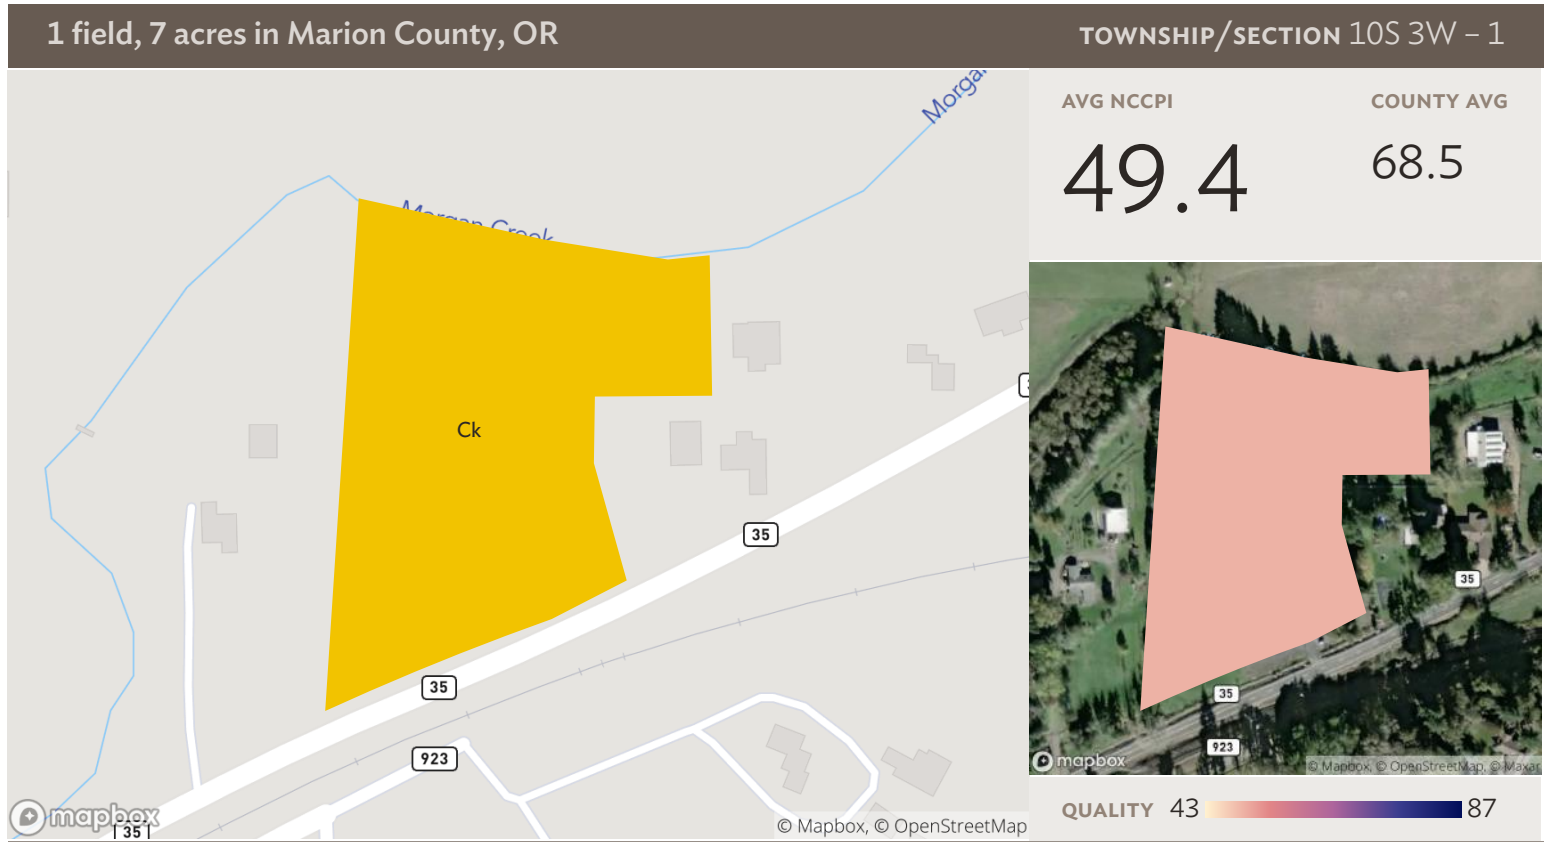 1 field, 7 acres in Marion County, OR
TOWNSHIP/SECTION 10S 3W – 1
AVG NCCPI
49.4
COUNTY AVG
68.5
Morgan Creek
Ck
35
35
923
35
mapbox
© Mapbox, © OpenStreetMap
35
35
923
mapbox
© Mapbox, © OpenStreetMap, © Maxar
QUALITY 43 87